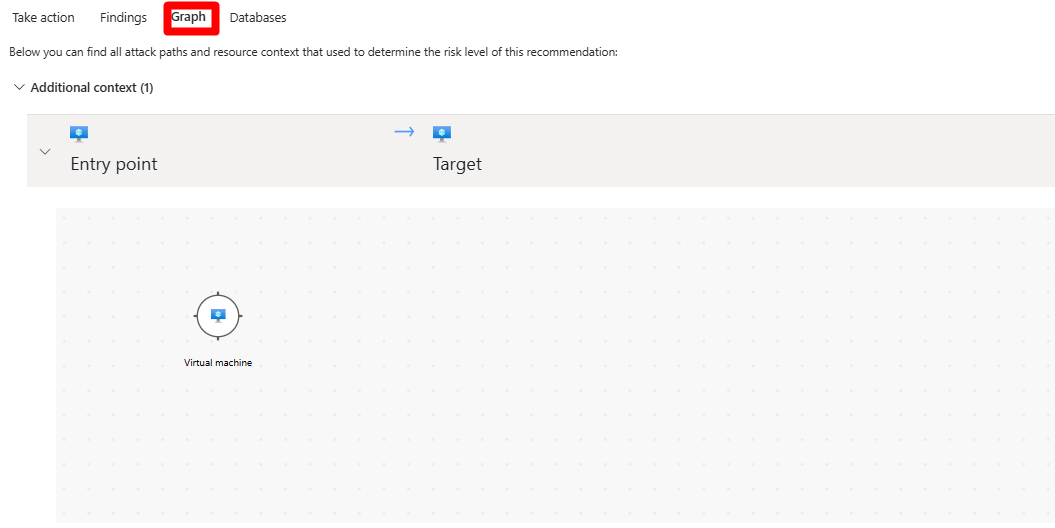 Take action Findings Graph Databases
Below you can find all attack paths and resource context that used to determine the risk level of this recommendation:
Additional context (1)
Entry point Target
Virtual machine